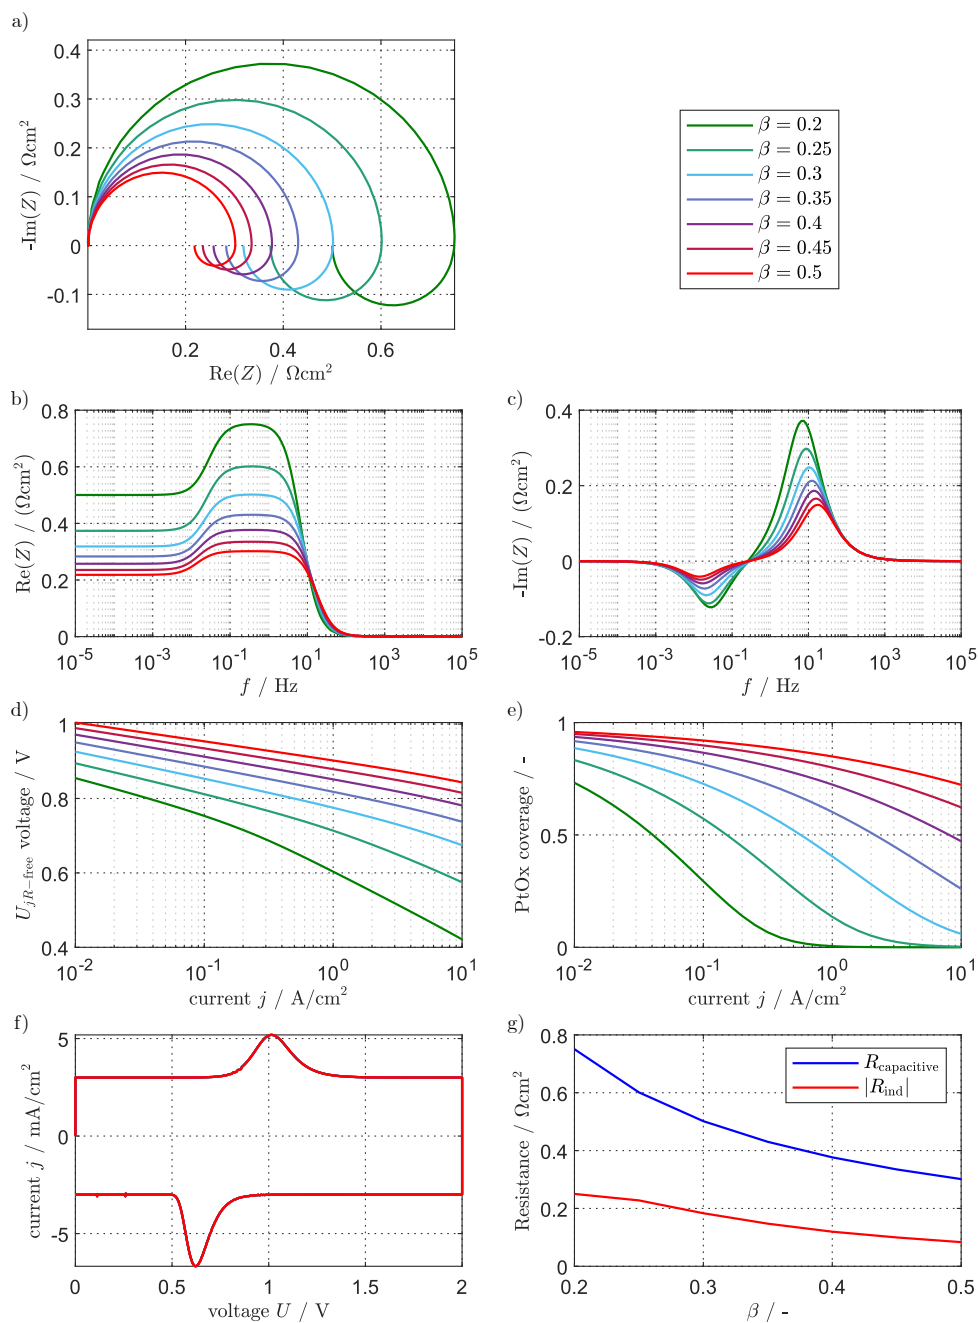 a)
0.4
0.3
0.2
0.1
0
-0.1
-Im(Z) / Ωcm²
0.2 0.4 0.6
Re(Z) / Ωcm²
β = 0.2
β = 0.25
β = 0.3
β = 0.35
β = 0.4
β = 0.45
β = 0.5
b)
0.8
0.6
0.4
0.2
0
Re(Z) / (Ωcm²)
10⁻⁵ 10⁻³ 10⁻¹ 10¹ 10³ 10⁵
f / Hz
c)
0.4
0.2
0
-0.2
-Im(Z) / (Ωcm²)
10⁻⁵ 10⁻³ 10⁻¹ 10¹ 10³ 10⁵
f / Hz
d)
1
0.8
0.6
0.4
U_jR−free voltage / V
10⁻² 10⁻¹ 10⁰ 10¹
current j / A/cm²
e)
1
0.5
0
PtOx coverage / -
10⁻² 10⁻¹ 10⁰ 10¹
current j / A/cm²
f)
5
0
-5
current j / mA/cm²
0 0.5 1 1.5 2
voltage U / V
g)
0.8
0.6
0.4
0.2
0
Resistance / Ωcm²
R_capacitive
|R_ind|
0.2 0.3 0.4 0.5
β / -